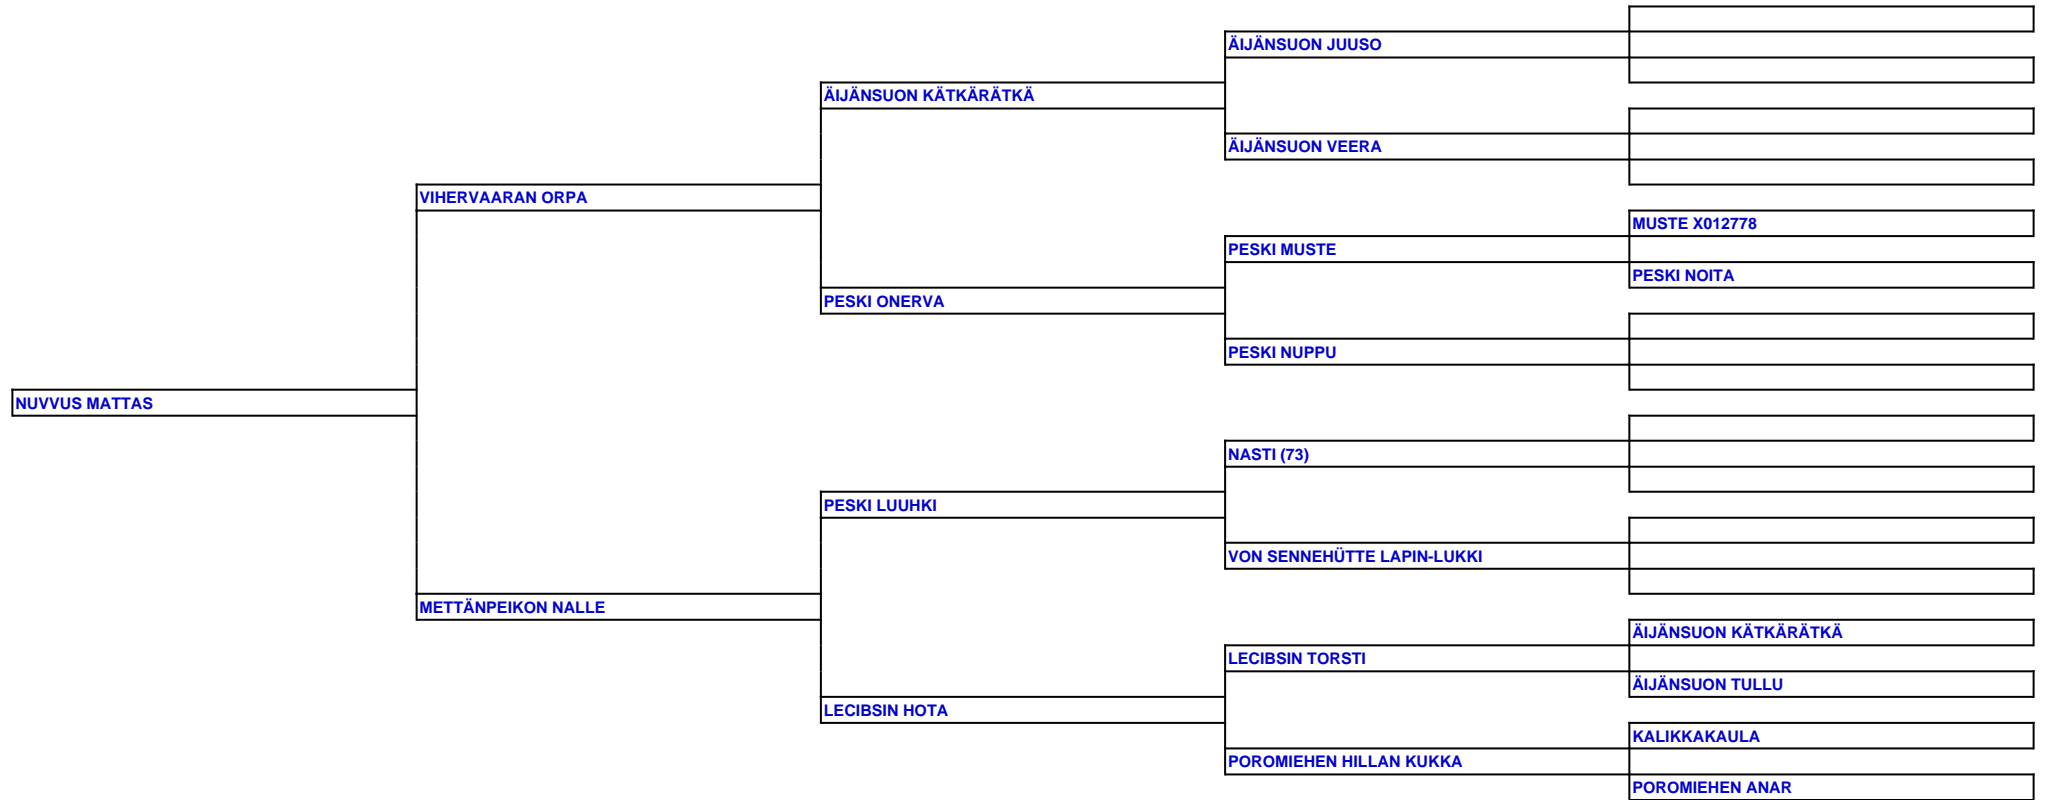 ÄIJÄNSUON JUUSO
ÄIJÄNSUON KÄTKÄRÄTKÄ
ÄIJÄNSUON VEERA
VIHERVAARAN ORPA
MUSTE X012778
PESKI MUSTE
PESKI NOITA
PESKI ONERVA
PESKI NUPPU
NUVVUS MATTAS
NASTI (73)
PESKI LUUHKI
VON SENNEHÜTTE LAPIN-LUKKI
METTÄNPEIKON NALLE
ÄIJÄNSUON KÄTKÄRÄTKÄ
LECIBSIN TORSTI
ÄIJÄNSUON TULLU
LECIBSIN HOTA
KALIKKAKAULA
POROMIEHEN HILLAN KUKKA
POROMIEHEN ANAR